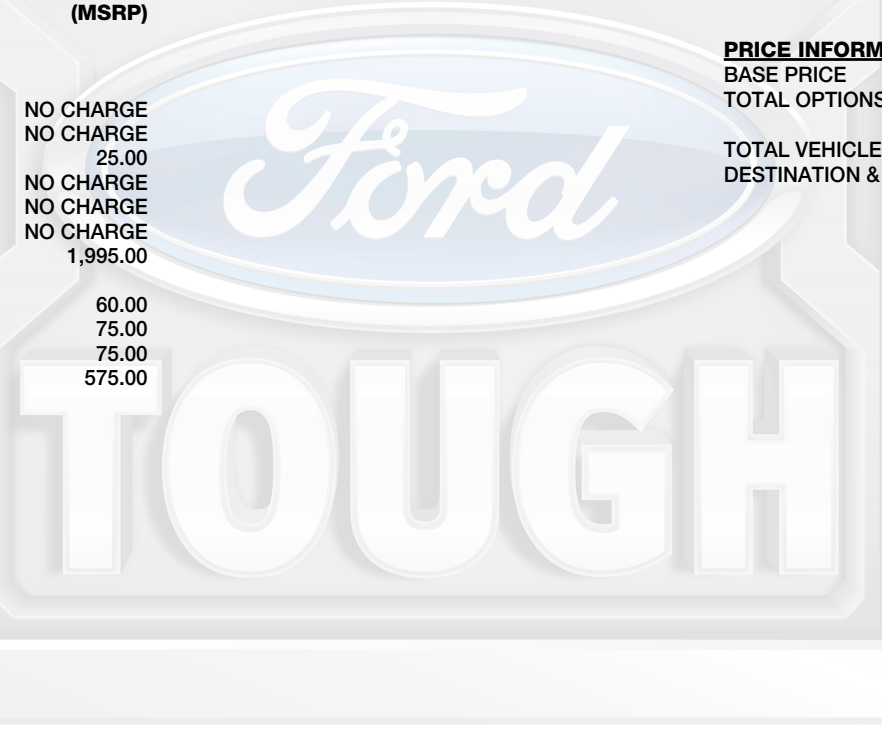 (MSRP)
NO CHARGE
NO CHARGE
25.00
NO CHARGE
NO CHARGE
NO CHARGE
1,995.00
60.00
75.00
75.00
575.00
PRICE INFORM
BASE PRICE
TOTAL OPTIONS
TOTAL VEHICLE
DESTINATION &
Ford
TOUGH